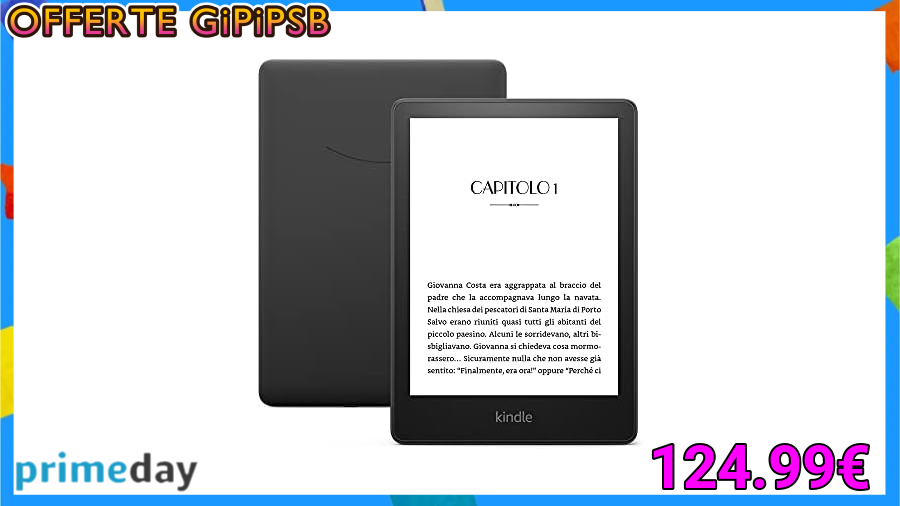 OFFERTE GiPiPSB
CAPITOLO 1
Giovanna Costa era aggrappata al braccio del
padre che la accompagnava lungo la navata.
Nella chiesa dei pescatori di Santa Maria di Porto
Salvo erano riuniti quasi tutti gli abitanti del
piccolo paesino. Alcuni le sorridevano, altri bi-
sbigliavano. Giovanna si chiedeva cosa mormo-
rassero... Sicuramente nulla che non avesse già
sentito: "Finalmente, era ora!" oppure "Perché ci
kindle
primeday
124.99€